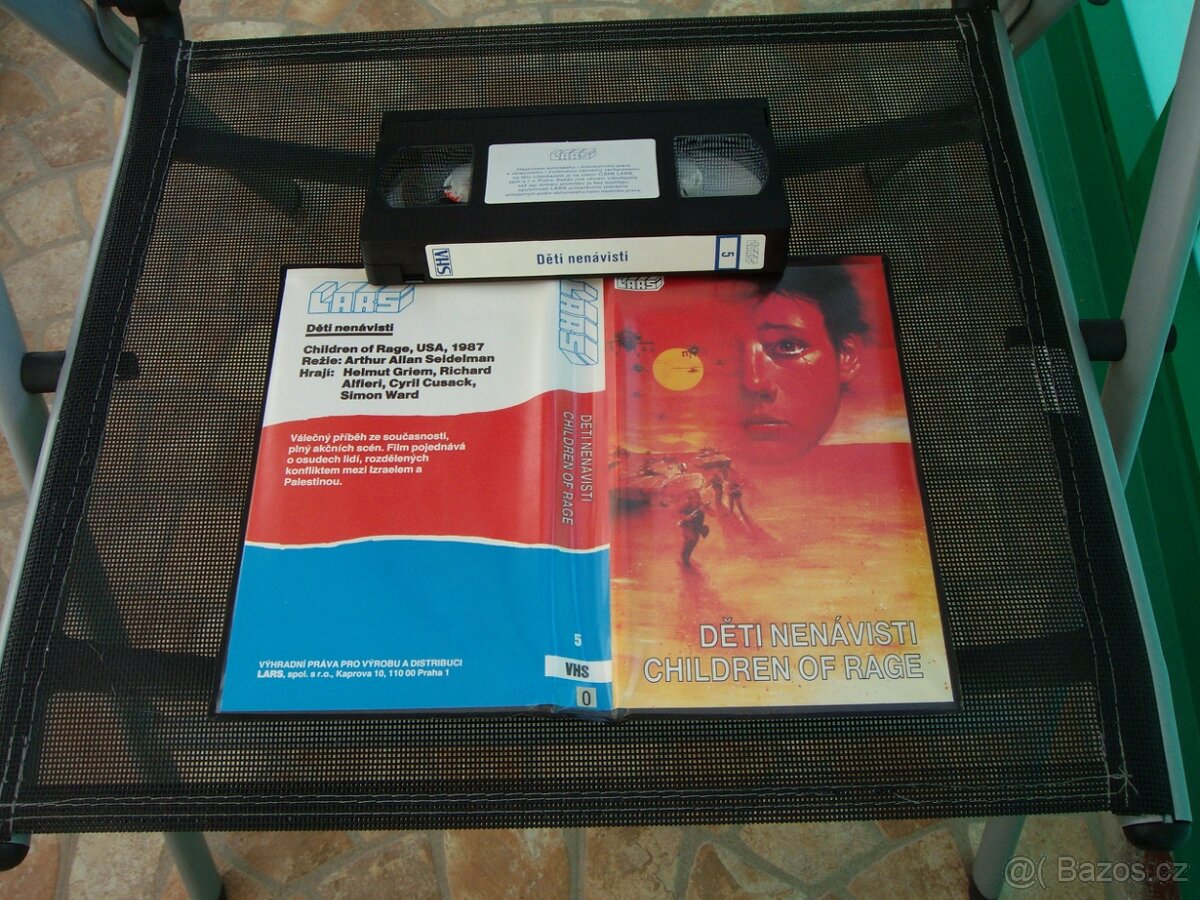 LARS
VHS
Děti nenávisti
5
LARS
LARS
Děti nenávisti
Children of Rage, USA, 1987
Režie: Arthur Allan Seidelman
Hrají: Helmut Griem, Richard
Alfieri, Cyril Cusack,
Simon Ward
Válečný příběh ze současnosti,
plný akčních scén. Film pojednává
o osudech lidí, rozdělených
konfliktem mezi Izraelem a
Palestinou.
VÝHRADNÍ PRÁVA PRO VÝROBU A DISTRIBUCI
LARS, spol. s r.o., Kaprova 10, 110 00 Praha 1
LARS
DĚTI NENÁVISTI
CHILDREN OF RAGE
5
VHS
0
LARS
DĚTI NENÁVISTI
CHILDREN OF RAGE
@( Bazos.cz